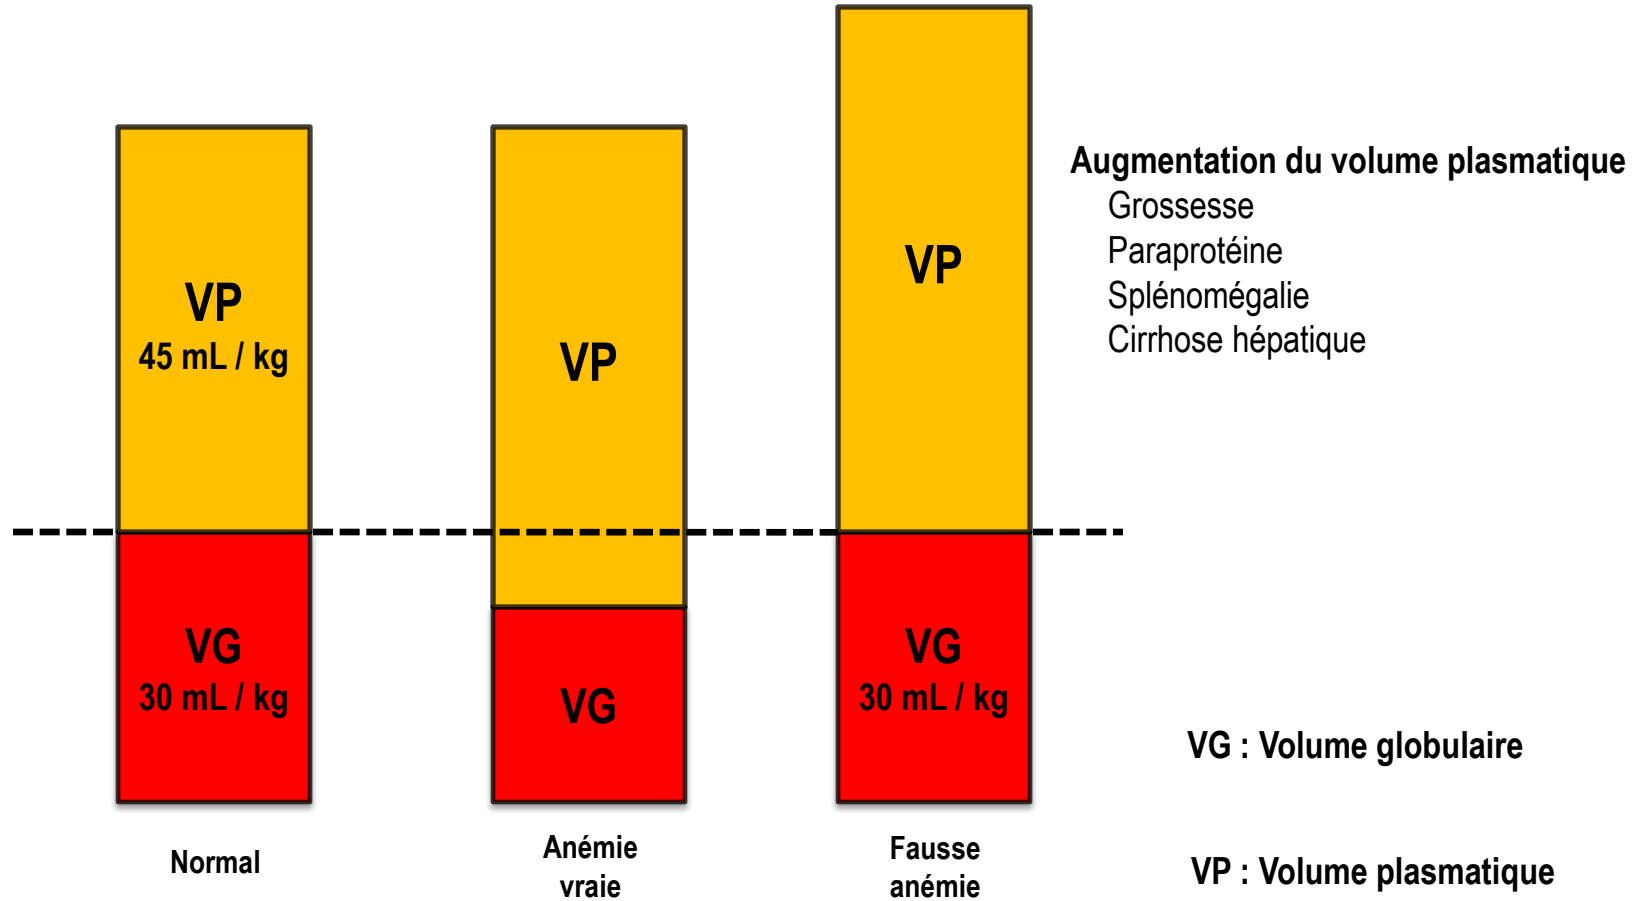 VP
45 mL / kg
VG
30 mL / kg
Normal
VP
VG
Anémie
vraie
VP
VG
30 mL / kg
Fausse
anémie
Augmentation du volume plasmatique
Grossesse
Paraprotéine
Splénomégalie
Cirrhose hépatique
VG : Volume globulaire
VP : Volume plasmatique